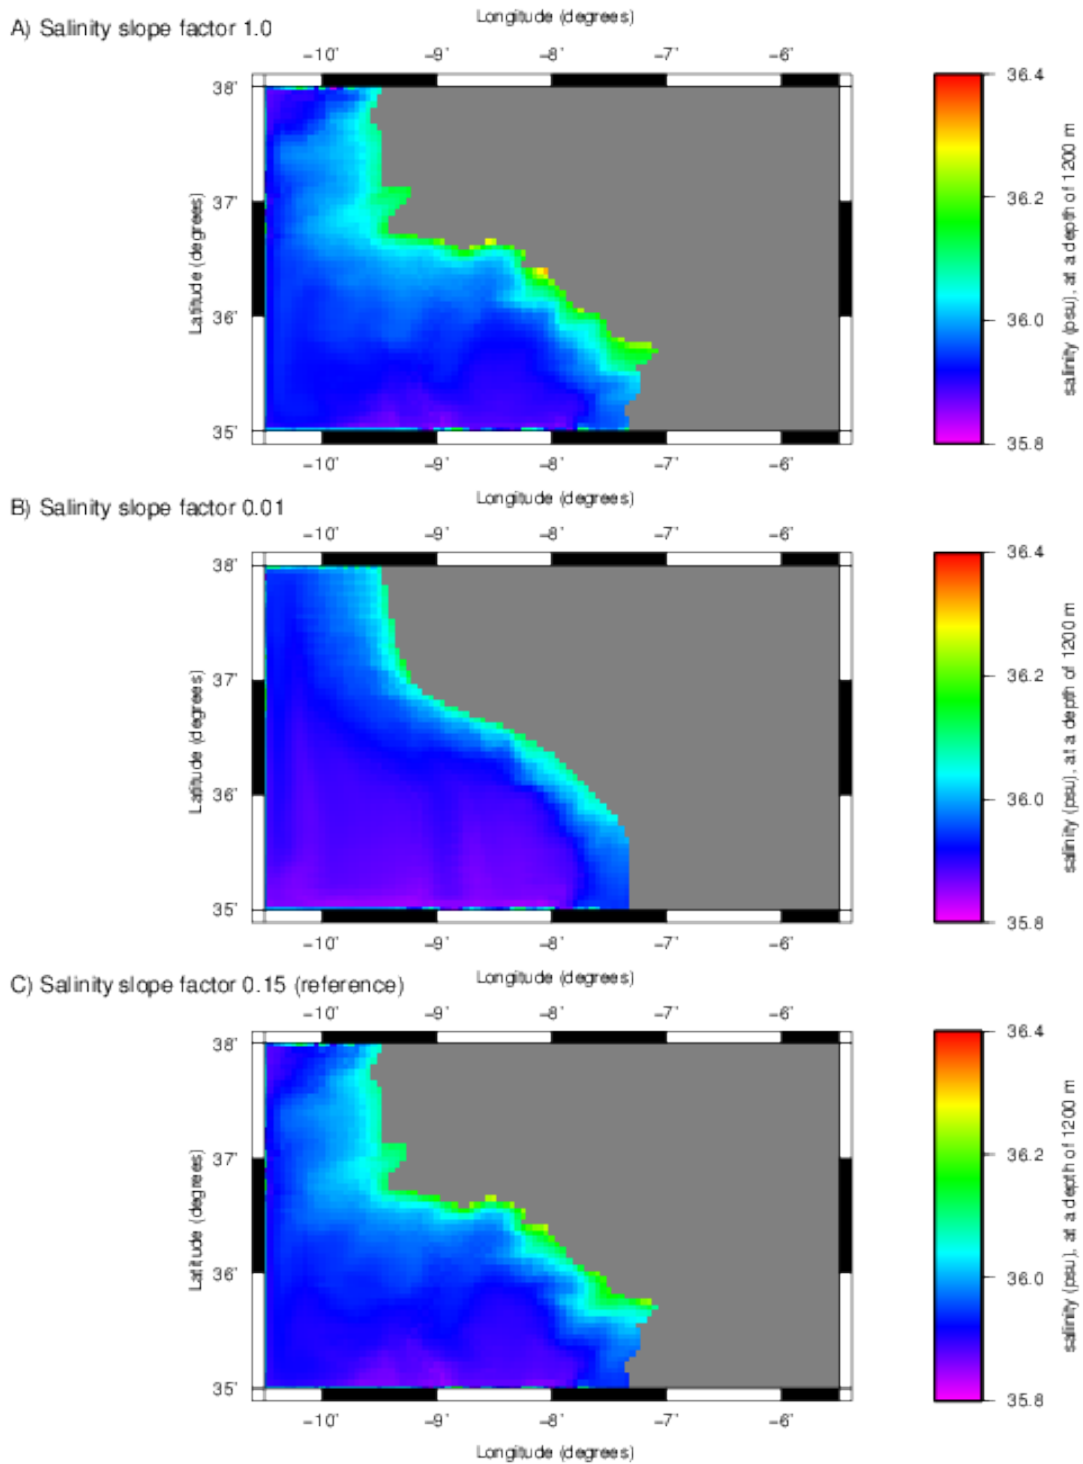 A) Salinity slope factor 1.0
Longitude (degrees)
−10˚ −9˚ −8˚ −7˚ −6˚
38˚
37˚
36˚
35˚
Latitude (degrees)
−10˚ −9˚ −8˚ −7˚ −6˚
36.4
36.2
36.0
35.8
salinity (psu), at a depth of 1200 m
B) Salinity slope factor 0.01
Longitude (degrees)
−10˚ −9˚ −8˚ −7˚ −6˚
38˚
37˚
36˚
35˚
Latitude (degrees)
−10˚ −9˚ −8˚ −7˚ −6˚
36.4
36.2
36.0
35.8
salinity (psu), at a depth of 1200 m
C) Salinity slope factor 0.15 (reference)
Longitude (degrees)
−10˚ −9˚ −8˚ −7˚ −6˚
38˚
37˚
36˚
35˚
Latitude (degrees)
−10˚ −9˚ −8˚ −7˚ −6˚
Longitude (degrees)
36.4
36.2
36.0
35.8
salinity (psu), at a depth of 1200 m